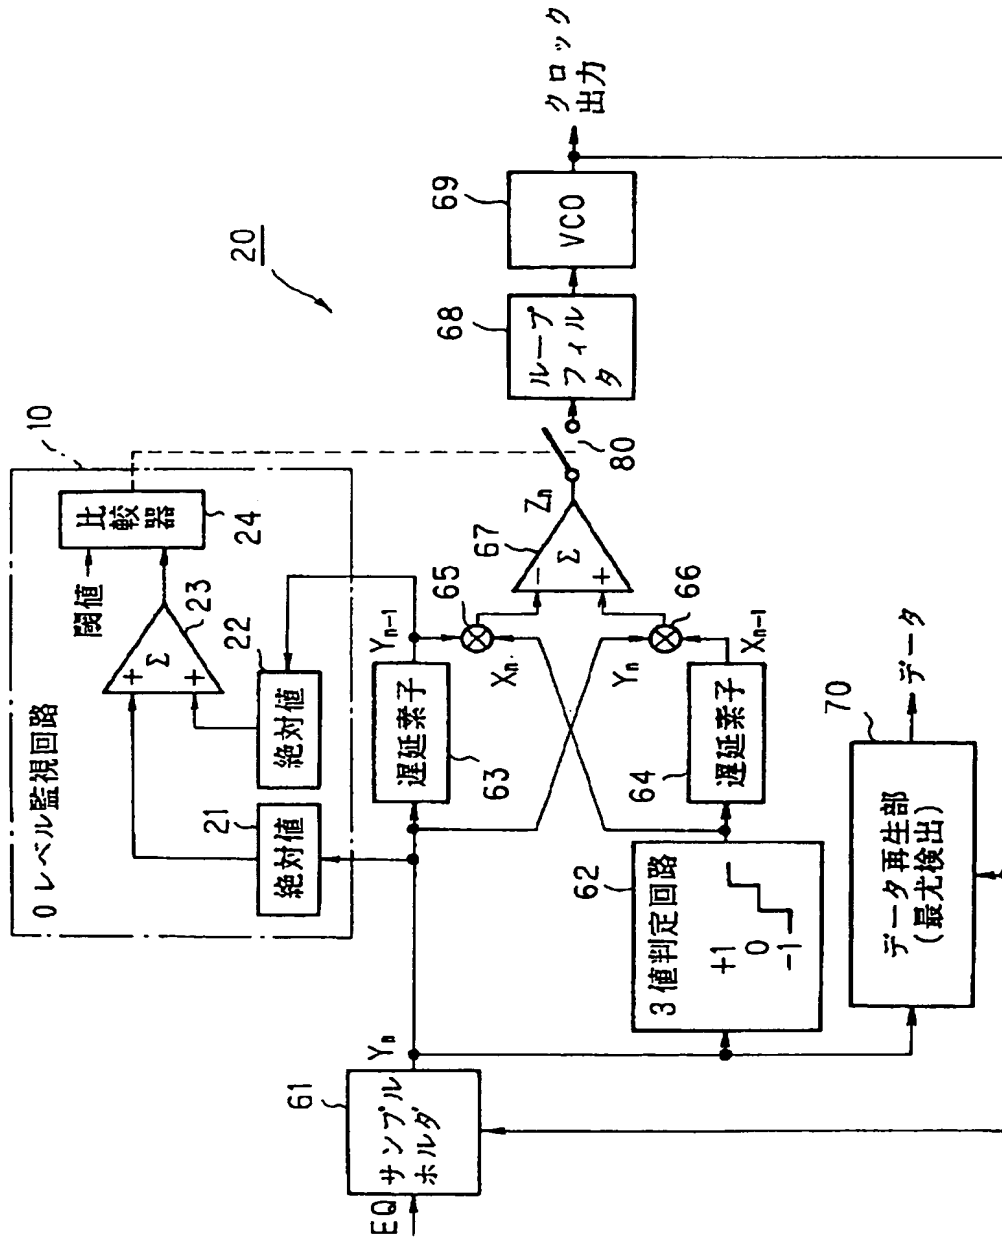 EQ
サンプル
ホルダ
61
Yn
0レベル監視回路
10
絶対値
21
絶対値
22
Σ
+
+
23
閾値
比較器
24
20
遅延素子
63
Yn-1
65
Xn
Yn
66
3値判定回路
+1
0
-1
62
遅延素子
64
Xn-1
Σ
-
+
67
Zn
80
ループ
フィル
タ
68
VCO
69
クロック
出力
データ再生部
(最尤検出)
70
データ